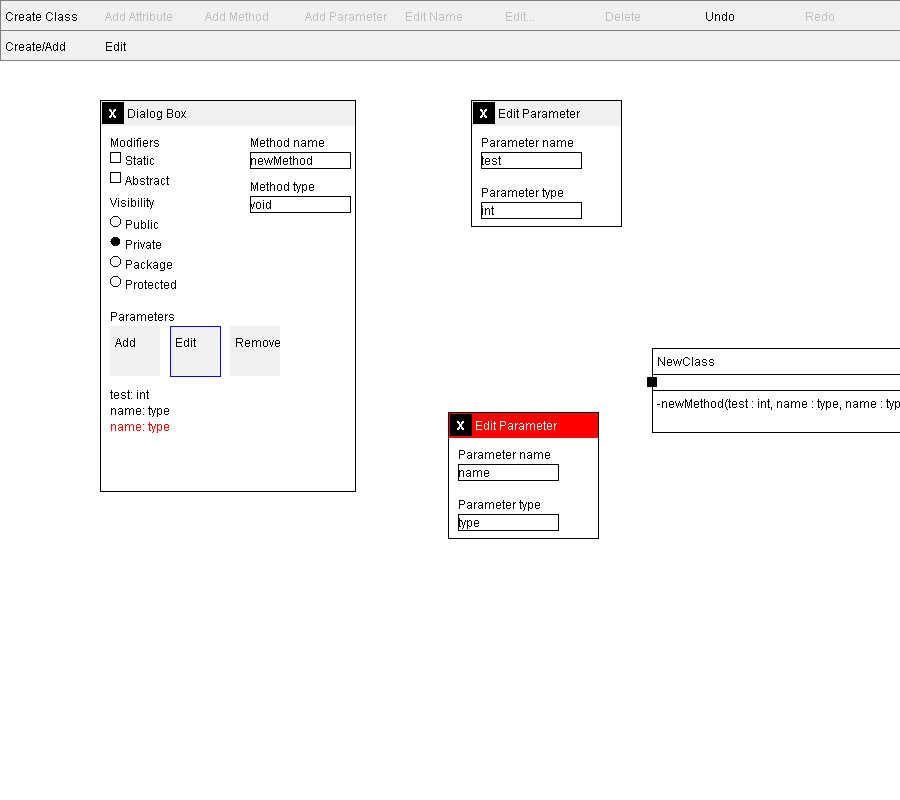 Create Class Add Attribute Add Method Add Parameter Edit Name Edit... Delete Undo Redo
Create/Add Edit
X Dialog Box
Modifiers
Static
Abstract
Visibility
Public
Private
Package
Protected
Method name
newMethod
Method type
void
Parameters
Add Edit Remove
test: int
name: type
name: type
X Edit Parameter
Parameter name
test
Parameter type
int
X Edit Parameter
Parameter name
name
Parameter type
type
NewClass
-newMethod(test : int, name : type, name : typ